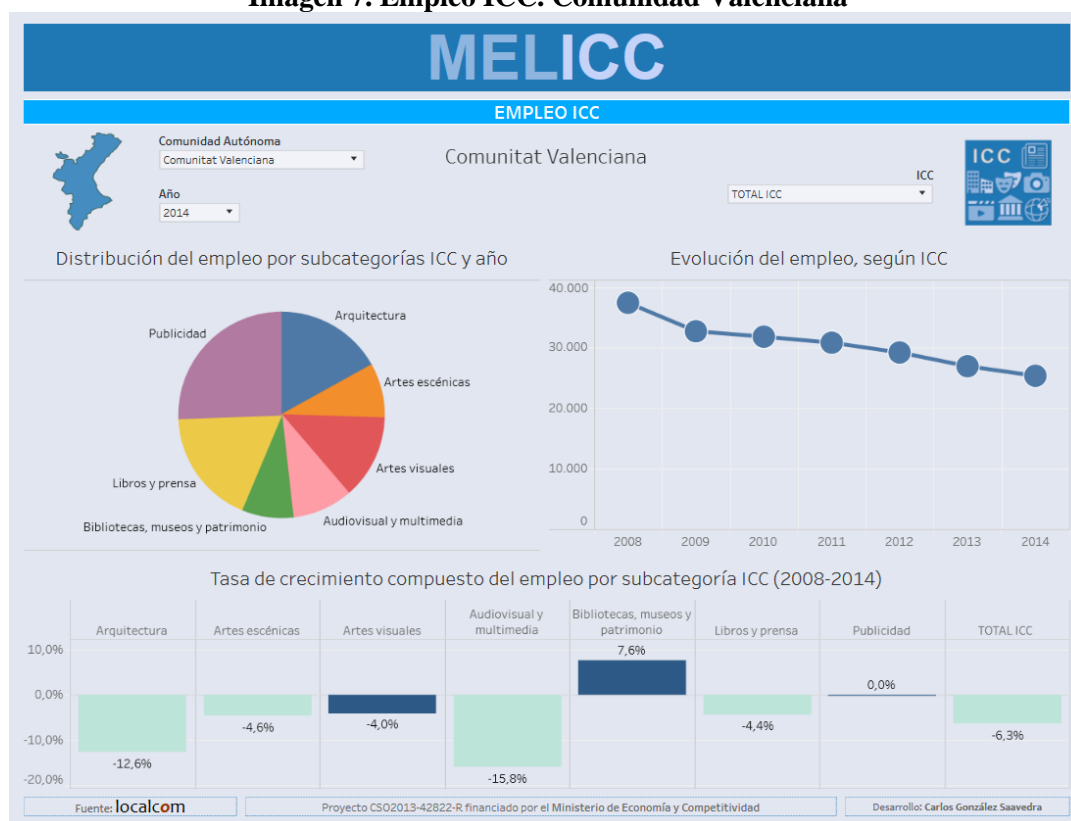 Imagen 7. Empleo ICC. Comunidad Valenciana
MELICC
EMPLEO ICC
Comunidad Autónoma
Comunitat Valenciana
Año
2014
Comunitat Valenciana
ICC
TOTAL ICC
ICC
Distribución del empleo por subcategorías ICC y año
Publicidad
Arquitectura
Artes escénicas
Artes visuales
Libros y prensa
Audiovisual y multimedia
Bibliotecas, museos y patrimonio
Evolución del empleo, según ICC
40.000
30.000
20.000
10.000
0
2008 2009 2010 2011 2012 2013 2014
Tasa de crecimiento compuesto del empleo por subcategoría ICC (2008-2014)
Arquitectura
Artes escénicas
Artes visuales
Audiovisual y
multimedia
Bibliotecas, museos y
patrimonio
Libros y prensa
Publicidad
TOTAL ICC
10,0%
0,0%
-10,0%
-20,0%
-12,6%
-4,6%
-4,0%
-15,8%
7,6%
-4,4%
0,0%
-6,3%
Fuente: localcom
Proyecto CSO2013-42822-R financiado por el Ministerio de Economía y Competitividad
Desarrollo: Carlos González Saavedra